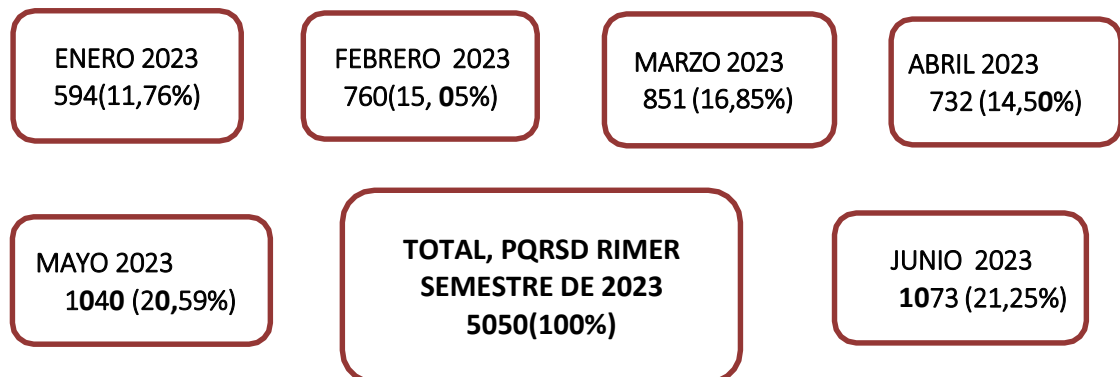 ENERO 2023
594(11,76%)
FEBRERO 2023
760(15, 05%)
MARZO 2023
851 (16,85%)
ABRIL 2023
732 (14,50%)
MAYO 2023
1040 (20,59%)
TOTAL, PQRSD RIMER
SEMESTRE DE 2023
5050(100%)
JUNIO 2023
1073 (21,25%)